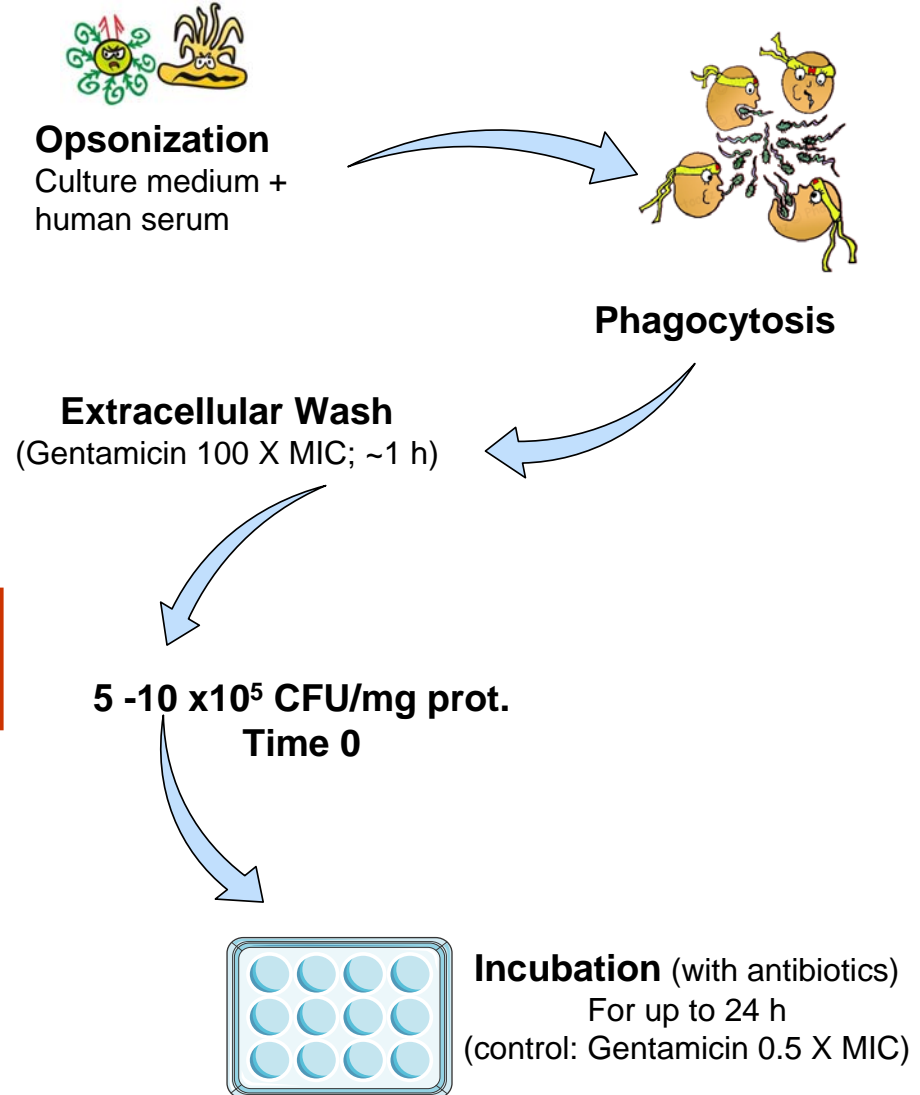 Opsonization
Culture medium +
human serum
Phagocytosis
Extracellular Wash
(Gentamicin 100 X MIC; ~1 h)
5 -10 x10⁵ CFU/mg prot.
Time 0
Incubation (with antibiotics)
For up to 24 h
(control: Gentamicin 0.5 X MIC)